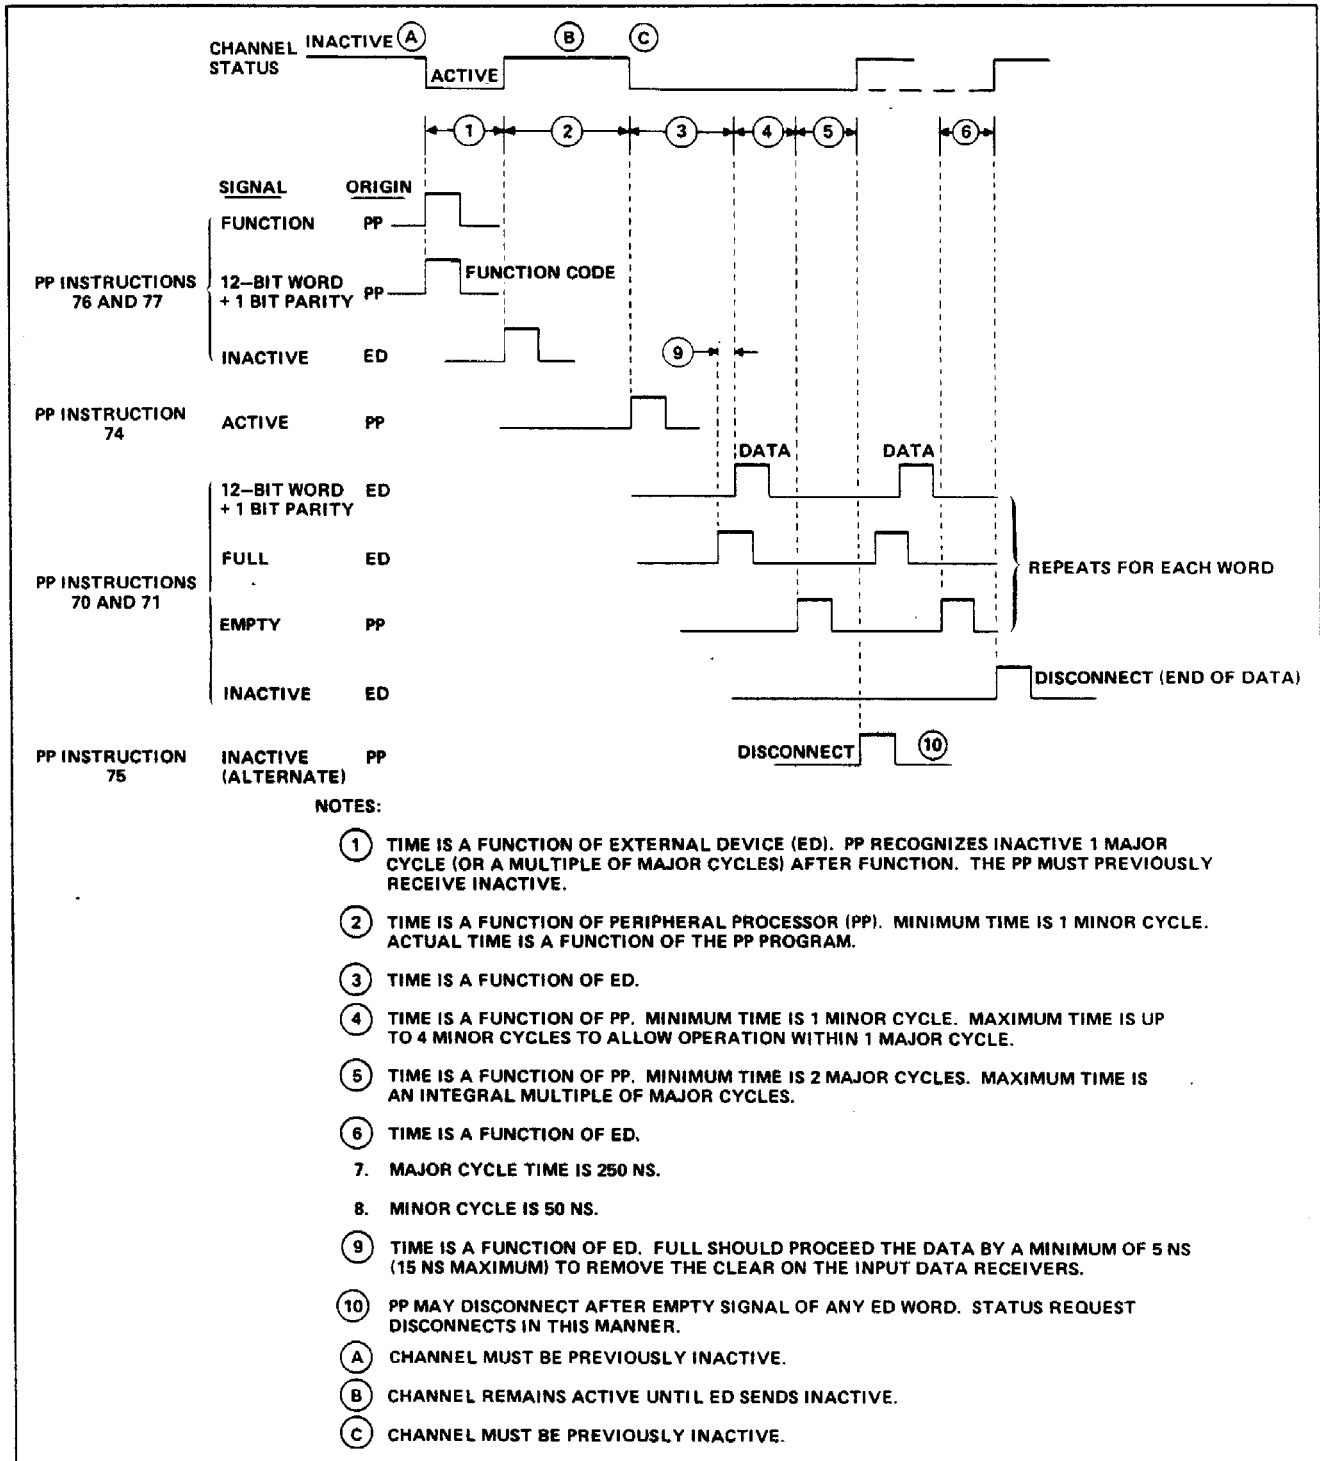 CHANNEL STATUS
INACTIVE A
B
C
ACTIVE
1
2
3
4
5
6
SIGNAL ORIGIN
PP INSTRUCTIONS
76 AND 77
FUNCTION PP
12-BIT WORD
+ 1 BIT PARITY PP
FUNCTION CODE
INACTIVE ED
9
PP INSTRUCTION
74
ACTIVE PP
DATA DATA
PP INSTRUCTIONS
70 AND 71
12-BIT WORD ED
+ 1 BIT PARITY
FULL ED
REPEATS FOR EACH WORD
EMPTY PP
INACTIVE ED
DISCONNECT (END OF DATA)
PP INSTRUCTION
75
INACTIVE PP
(ALTERNATE)
DISCONNECT
10
NOTES:
1 TIME IS A FUNCTION OF EXTERNAL DEVICE (ED). PP RECOGNIZES INACTIVE 1 MAJOR
CYCLE (OR A MULTIPLE OF MAJOR CYCLES) AFTER FUNCTION. THE PP MUST PREVIOUSLY
RECEIVE INACTIVE.
2 TIME IS A FUNCTION OF PERIPHERAL PROCESSOR (PP). MINIMUM TIME IS 1 MINOR CYCLE.
ACTUAL TIME IS A FUNCTION OF THE PP PROGRAM.
3 TIME IS A FUNCTION OF ED.
4 TIME IS A FUNCTION OF PP. MINIMUM TIME IS 1 MINOR CYCLE. MAXIMUM TIME IS UP
TO 4 MINOR CYCLES TO ALLOW OPERATION WITHIN 1 MAJOR CYCLE.
5 TIME IS A FUNCTION OF PP. MINIMUM TIME IS 2 MAJOR CYCLES. MAXIMUM TIME IS
AN INTEGRAL MULTIPLE OF MAJOR CYCLES.
6 TIME IS A FUNCTION OF ED.
7. MAJOR CYCLE TIME IS 250 NS.
8. MINOR CYCLE IS 50 NS.
9 TIME IS A FUNCTION OF ED. FULL SHOULD PROCEED THE DATA BY A MINIMUM OF 5 NS
(15 NS MAXIMUM) TO REMOVE THE CLEAR ON THE INPUT DATA RECEIVERS.
10 PP MAY DISCONNECT AFTER EMPTY SIGNAL OF ANY ED WORD. STATUS REQUEST
DISCONNECTS IN THIS MANNER.
A CHANNEL MUST BE PREVIOUSLY INACTIVE.
B CHANNEL REMAINS ACTIVE UNTIL ED SENDS INACTIVE.
C CHANNEL MUST BE PREVIOUSLY INACTIVE.